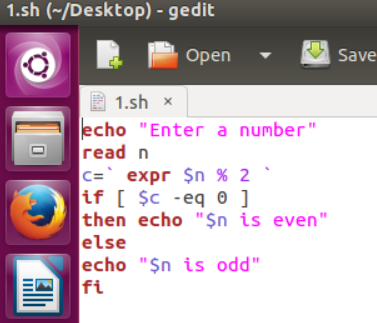 1.sh (~/Desktop) - gedit
Open Save
1.sh ×
echo "Enter a number"
read n
c=` expr $n % 2 `
if [ $c -eq 0 ]
then echo "$n is even"
else
echo "$n is odd"
fi